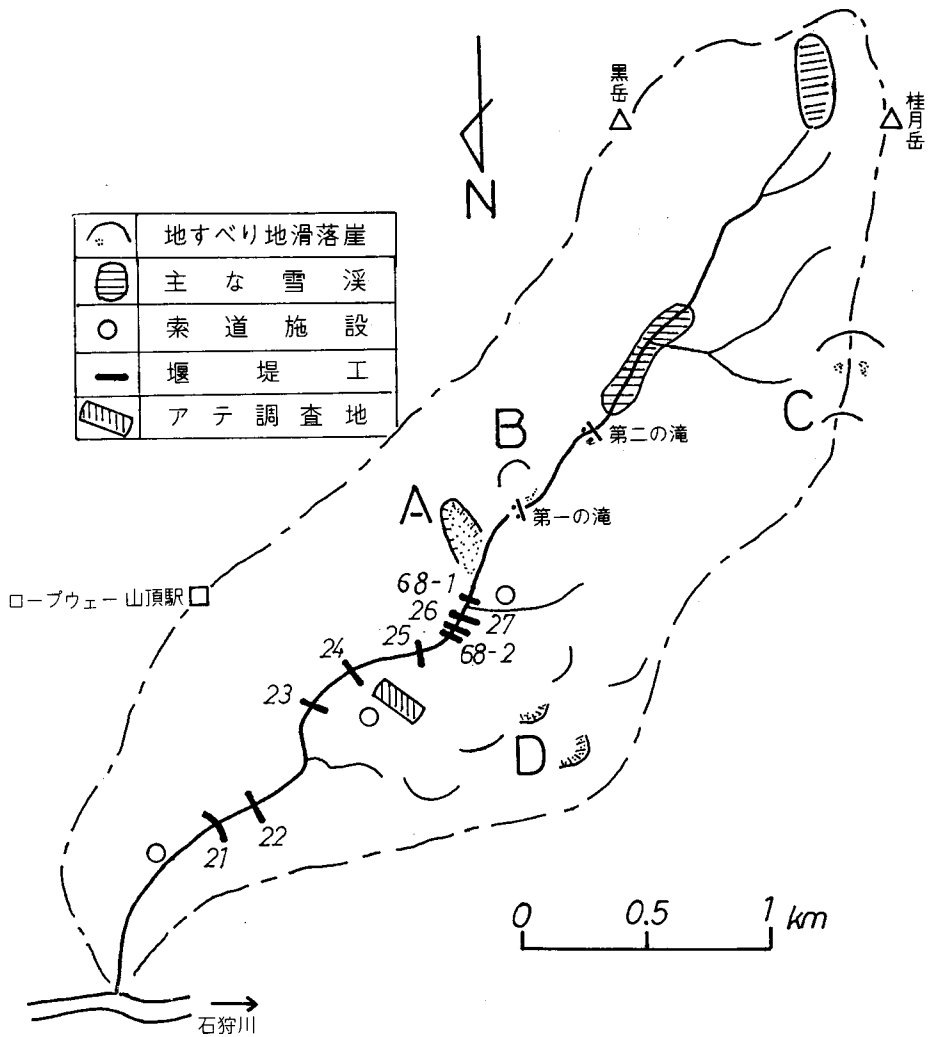 黒岳
桂月岳
N
地すべり地滑落崖
主な雪渓
索道施設
堰堤工
アテ調査地
C
B
第二の滝
A
第一の滝
68-1
ロープウェー山頂駅
26
27
25
68-2
24
23
D
22
21
0 0.5 1 km
石狩川